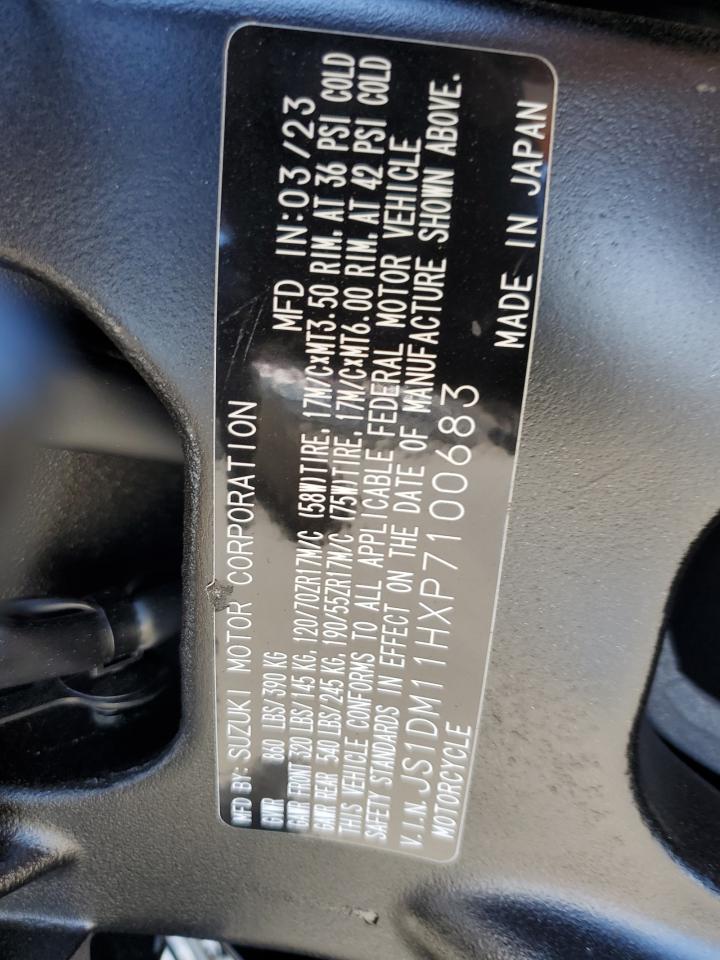 MFD BY: SUZUKI MOTOR CORPORATION MFD IN:03/23
GVWR 860 LBS/390 KG
GAWR FRONT 320 LBS/145 KG, 120/70ZR17M/C (58W)TIRE, 17M/CxMT3.50 RIM, AT 36 PSI COLD
GAWR REAR 540 LBS/245 KG, 190/55ZR17M/C (75W)TIRE, 17M/CxMT6.00 RIM, AT 42 PSI COLD
THIS VEHICLE CONFORMS TO ALL APPLICABLE FEDERAL MOTOR VEHICLE
SAFETY STANDARDS IN EFFECT ON THE DATE OF MANUFACTURE SHOWN ABOVE.
V.I.N. JS1DM11HXP7100683
MOTORCYCLE MADE IN JAPAN